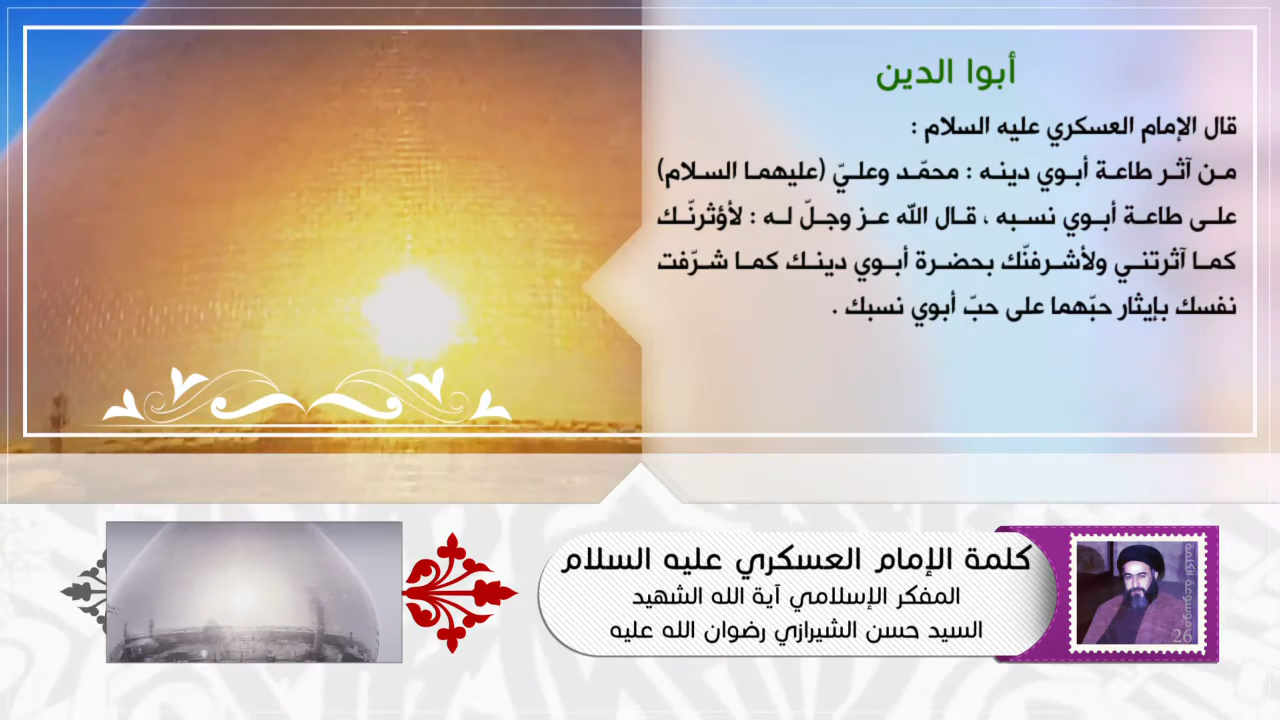 أبوا الدين
قال الإمام العسكري عليه السلام :
من آثر طاعة أبوي دينه : محمّد وعليّ (عليهما السلام)
على طاعة أبوي نسبه ، قال الله عز وجلّ له : لأؤثرنّك
كما آثرتني ولأشرفنّك بحضرة أبوي دينك كما شرّفت
نفسك بإيثار حبّهما على حبّ أبوي نسبك .
كلمة الإمام العسكري عليه السلام
المفكر الإسلامي آية الله الشهيد
السيد حسن الشيرازي رضوان الله عليه
موسوعة الكلمة
26